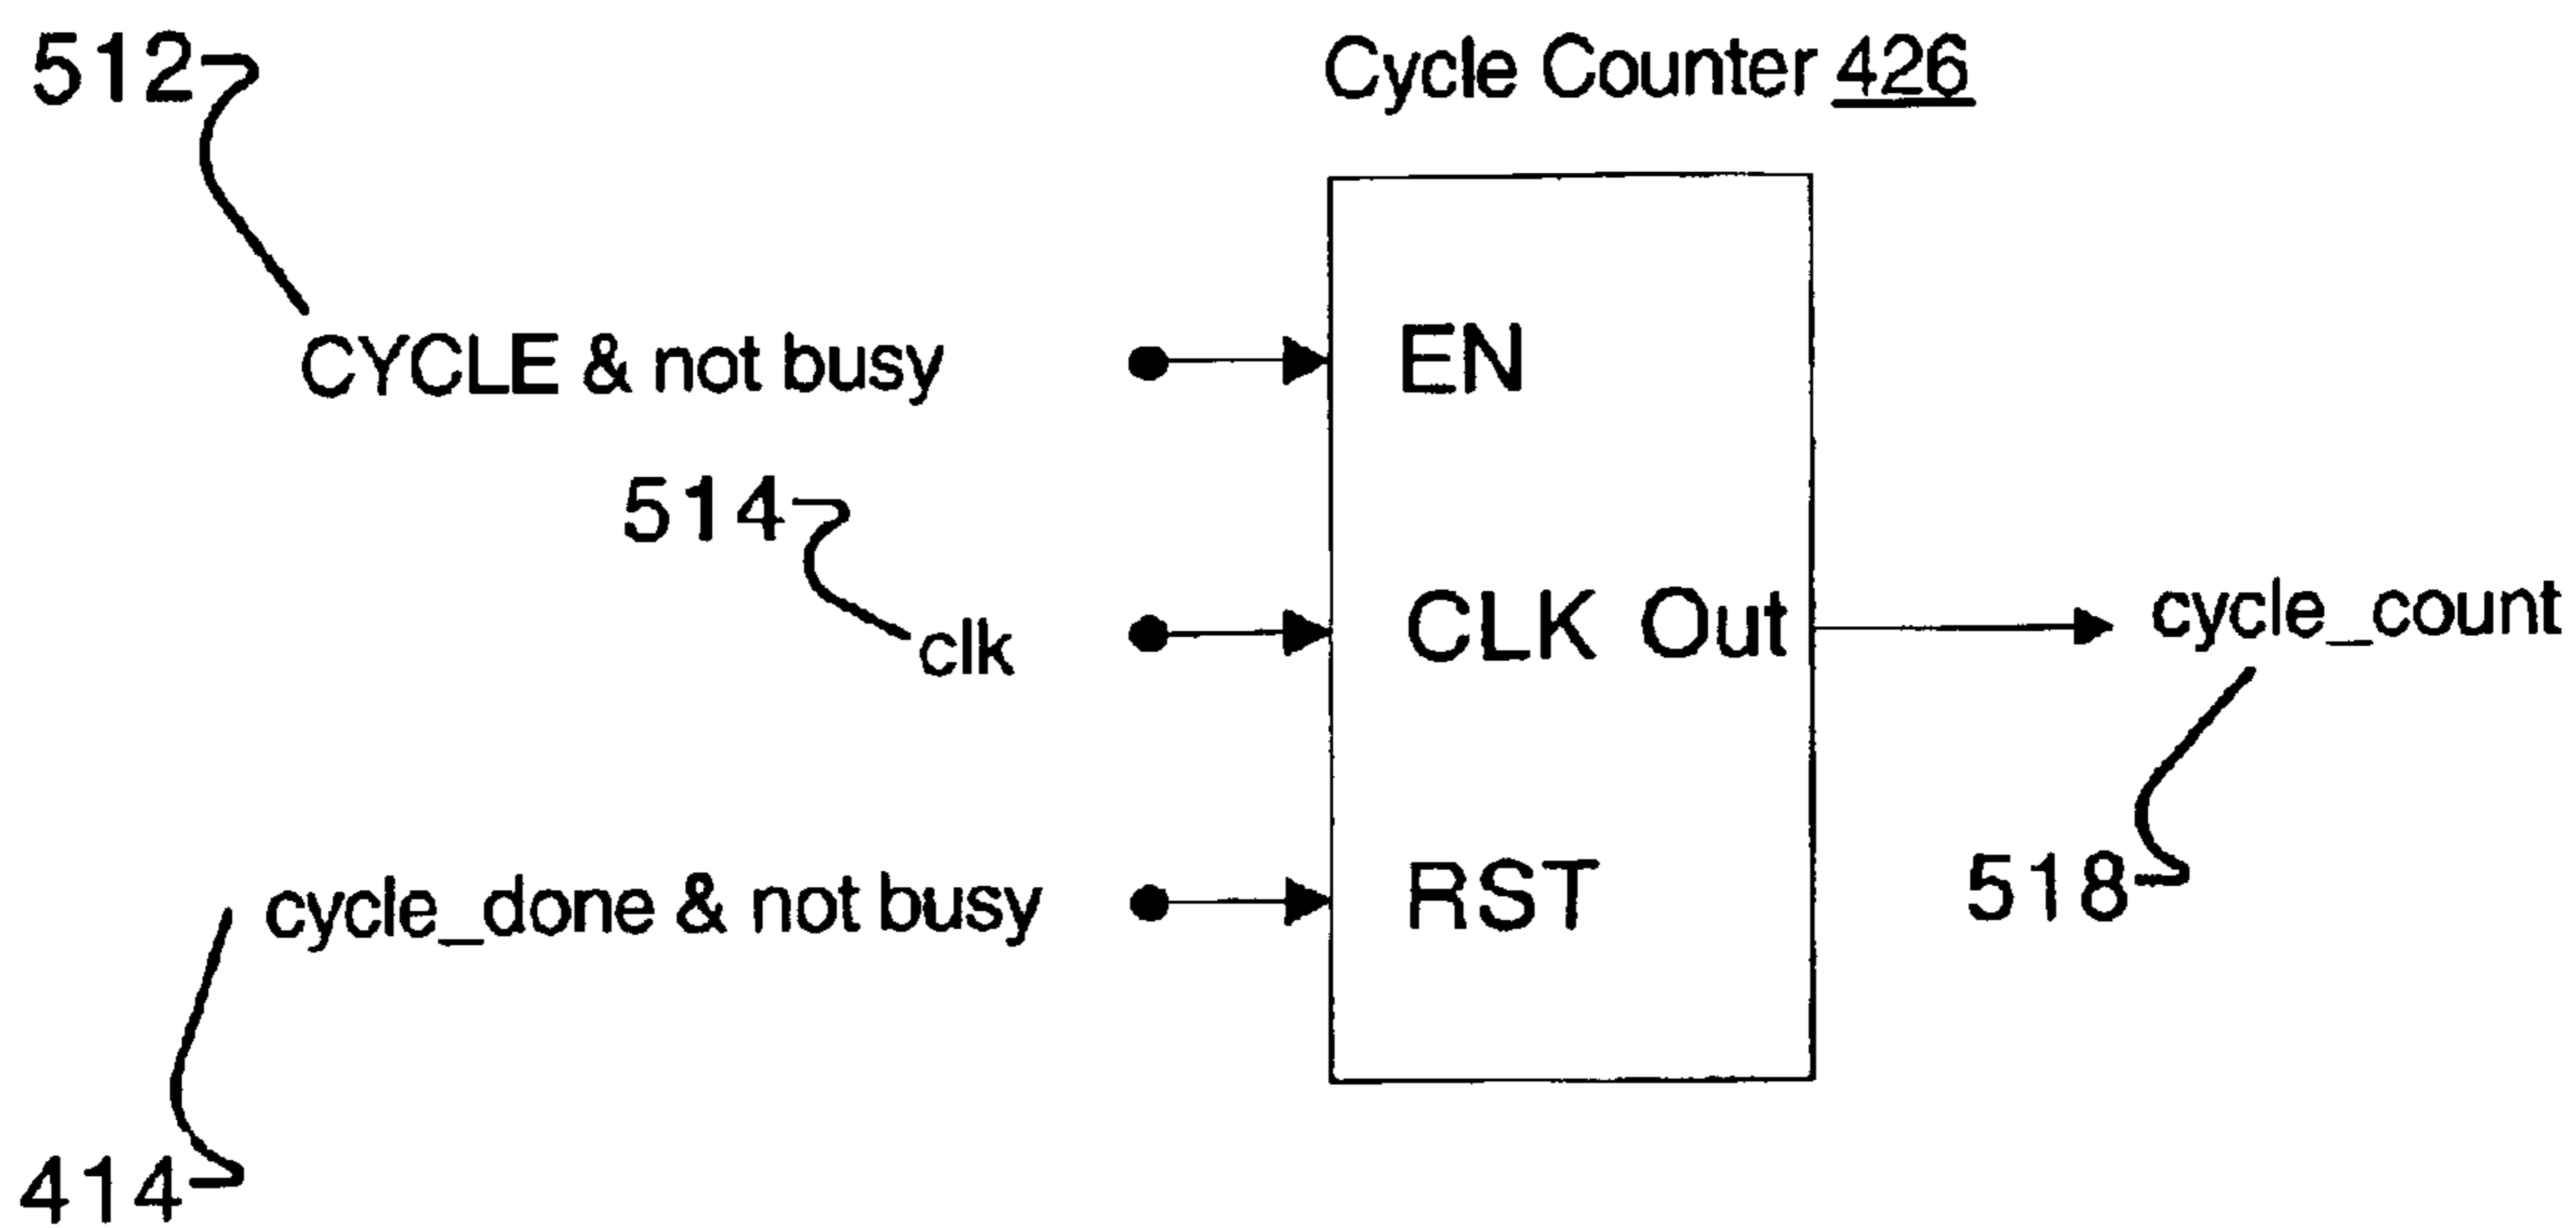 512
Cycle Counter 426
CYCLE & not busy
EN
514
clk
CLK Out
cycle_count
cycle_done & not busy
RST
518
414